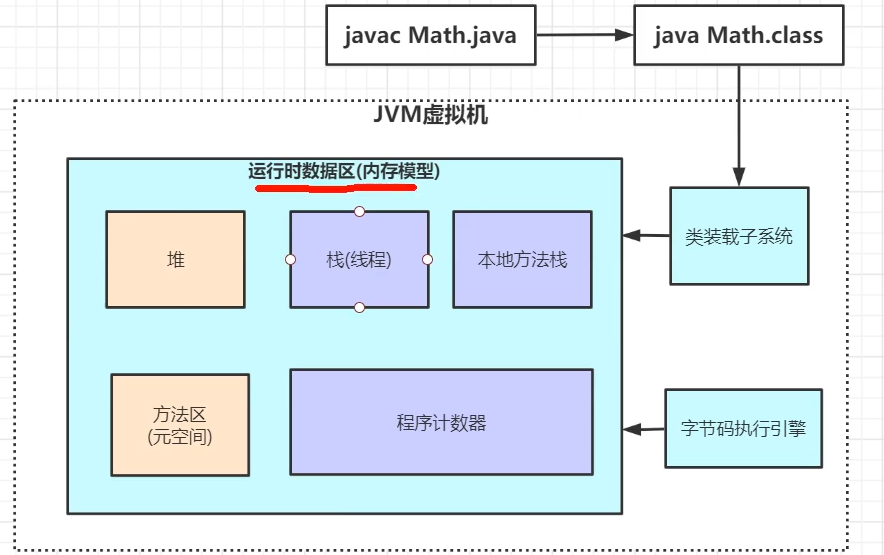 javac Math.java
java Math.class
JVM虚拟机
运行时数据区(内存模型)
堆
栈(线程)
本地方法栈
类装载子系统
方法区
(元空间)
程序计数器
字节码执行引擎